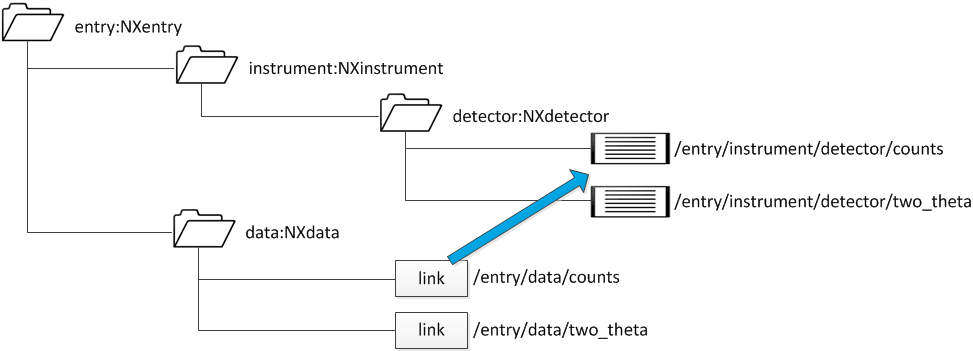 entry:NXentry
instrument:NXinstrument
detector:NXdetector
/entry/instrument/detector/counts
/entry/instrument/detector/two_theta
data:NXdata
link /entry/data/counts
link /entry/data/two_theta